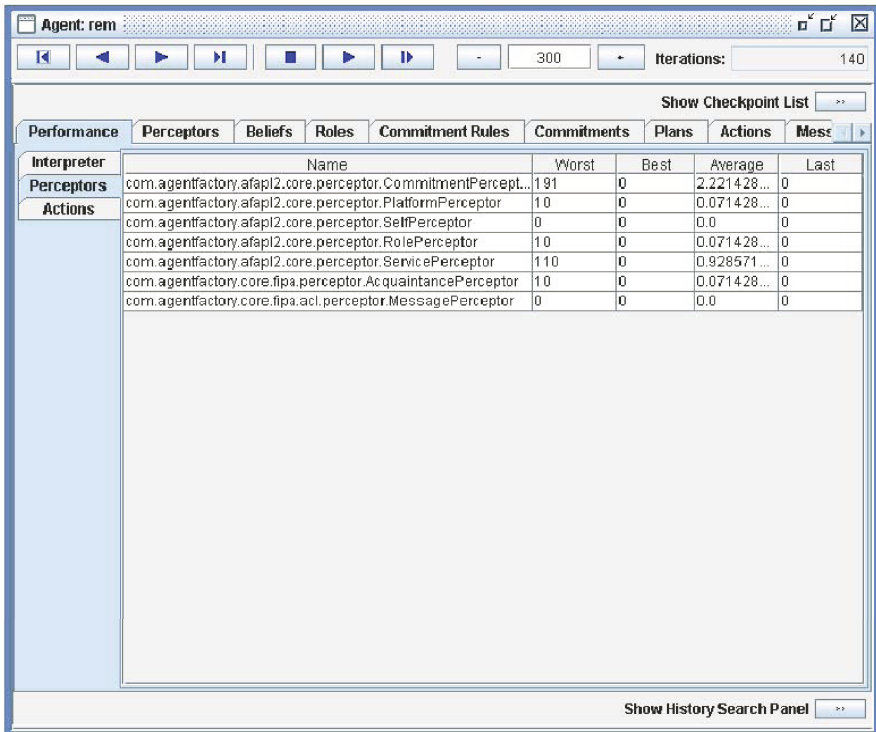 Agent: rem
- 300 + Iterations: 140
Show Checkpoint List >>
Performance Perceptors Beliefs Roles Commitment Rules Commitments Plans Actions Mess
Interpreter
Perceptors
Actions
Name Worst Best Average Last
com.agentfactory.afapl2.core.perceptor.CommitmentPercept... 191 0 2.221428... 0
com.agentfactory.afapl2.core.perceptor.PlatformPerceptor 10 0 0.071428... 0
com.agentfactory.afapl2.core.perceptor.SelfPerceptor 0 0 0.0 0
com.agentfactory.afapl2.core.perceptor.RolePerceptor 10 0 0.071428... 0
com.agentfactory.afapl2.core.perceptor.ServicePerceptor 110 0 0.928571... 0
com.agentfactory.core.fipa.perceptor.AcquaintancePerceptor 10 0 0.071428... 0
com.agentfactory.core.fipa.acl.perceptor.MessagePerceptor 0 0 0.0 0
Show History Search Panel >>